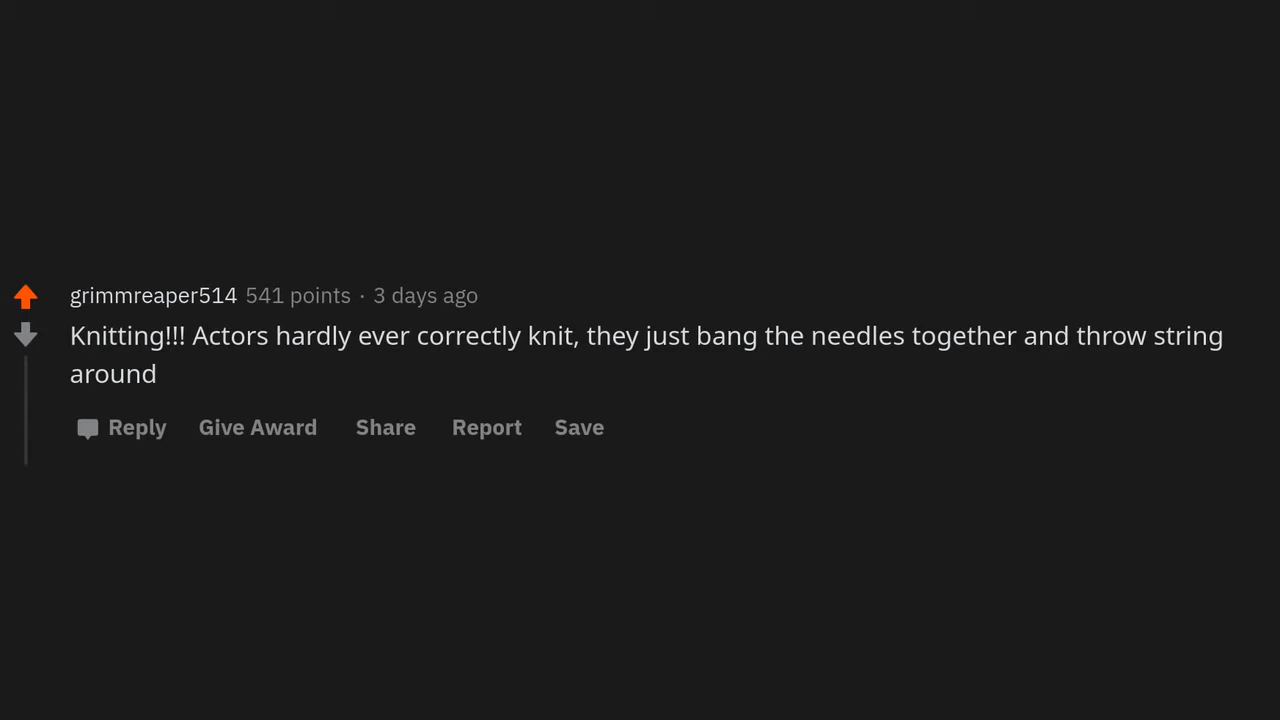 grimmreaper514 541 points · 3 days ago
Knitting!!! Actors hardly ever correctly knit, they just bang the needles together and throw string
around
Reply Give Award Share Report Save